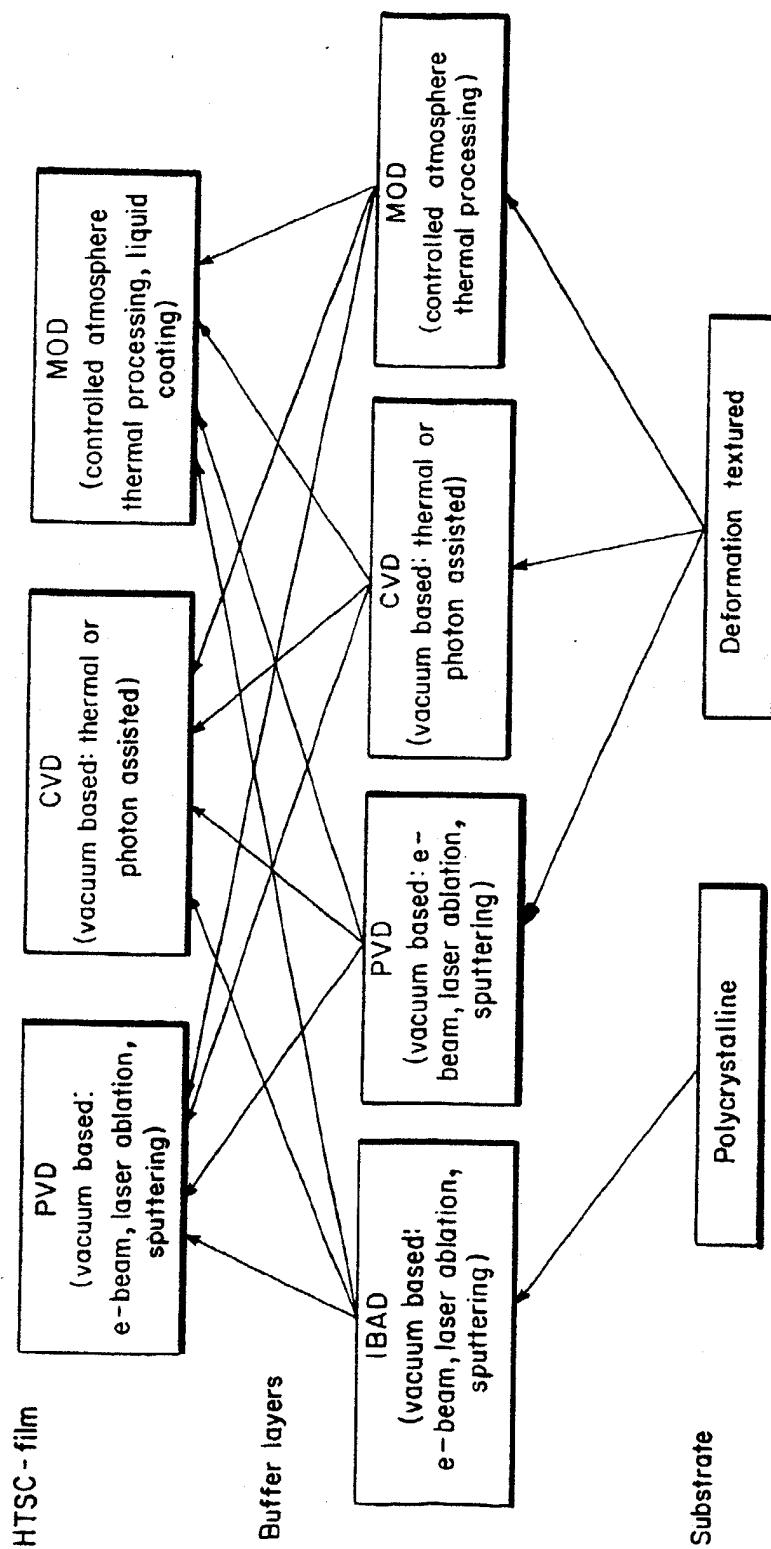 HTSC-film
PVD
(vacuum based:
e-beam, laser ablation,
sputtering)
CVD
(vacuum based: thermal or
photon assisted)
MOD
(controlled atmosphere
thermal processing, liquid
coating)
Buffer layers
IBAD
(vacuum based:
e-beam, laser ablation,
sputtering)
PVD
(vacuum based: e-
beam, laser ablation,
sputtering)
CVD
(vacuum based: thermal or
photon assisted)
MOD
(controlled atmosphere
thermal processing)
Substrate
Polycrystalline
Deformation textured